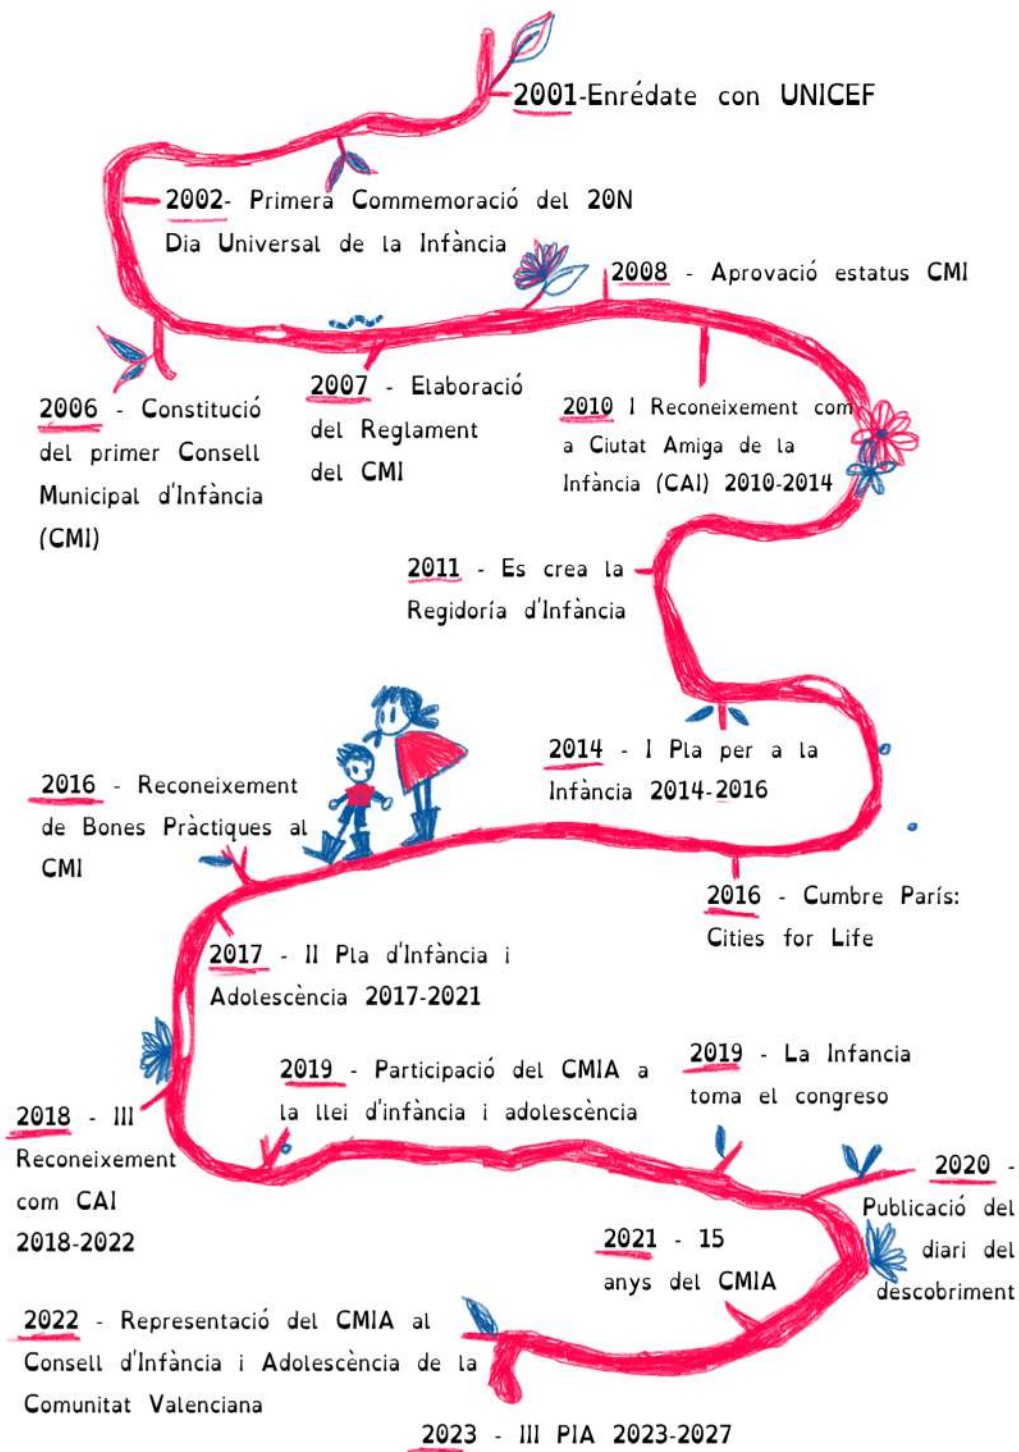 2001-Enrédate con UNICEF
2002- Primera Commemoració del 20N
Dia Universal de la Infància
2006 - Constitució
del primer Consell
Municipal d'Infància
(CMI)
2007 - Elaboració
del Reglament
del CMI
2008 - Aprovació estatus CMI
2010 I Reconeixement com
a Ciutat Amiga de la
Infància (CAI) 2010-2014
2011 - Es crea la
Regidoría d'Infància
2014 - I Pla per a la
Infància 2014-2016
2016 - Cumbre París:
Cities for Life
2016 - Reconeixement
de Bones Pràctiques al
CMI
2017 - II Pla d'Infància i
Adolescència 2017-2021
2018 - III
Reconeixement
com CAI
2018-2022
2019 - Participació del CMIA a
la llei d'infància i adolescència
2019 - La Infancia
toma el congreso
2020 -
Publicació del
diari del
descobriment
2021 - 15
anys del CMIA
2022 - Representació del CMIA al
Consell d'Infància i Adolescència de la
Comunitat Valenciana
2023 - III PIA 2023-2027